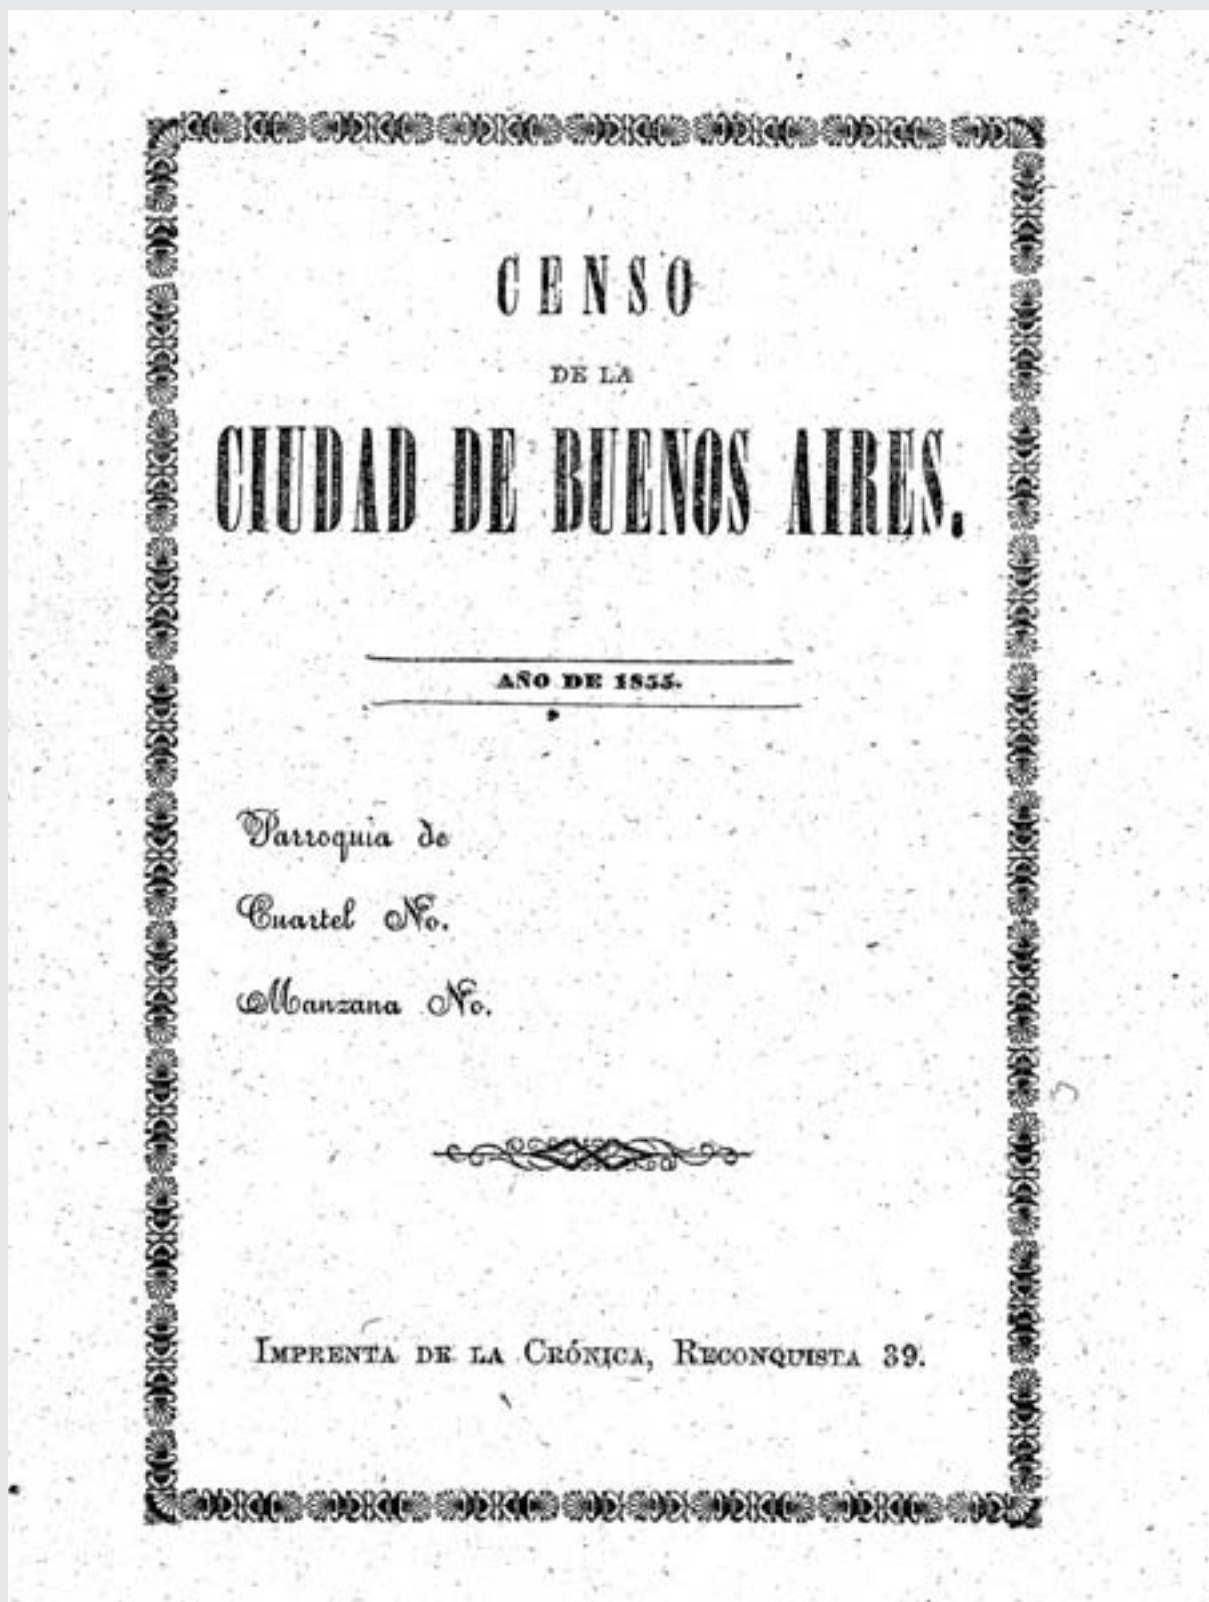 CENSO
DE LA
CIUDAD DE BUENOS AIRES.
AÑO DE 1855.
Parroquia de
Cuartel No.
Manzana No.
IMPRENTA DE LA CRÓNICA, RECONQUISTA 39.